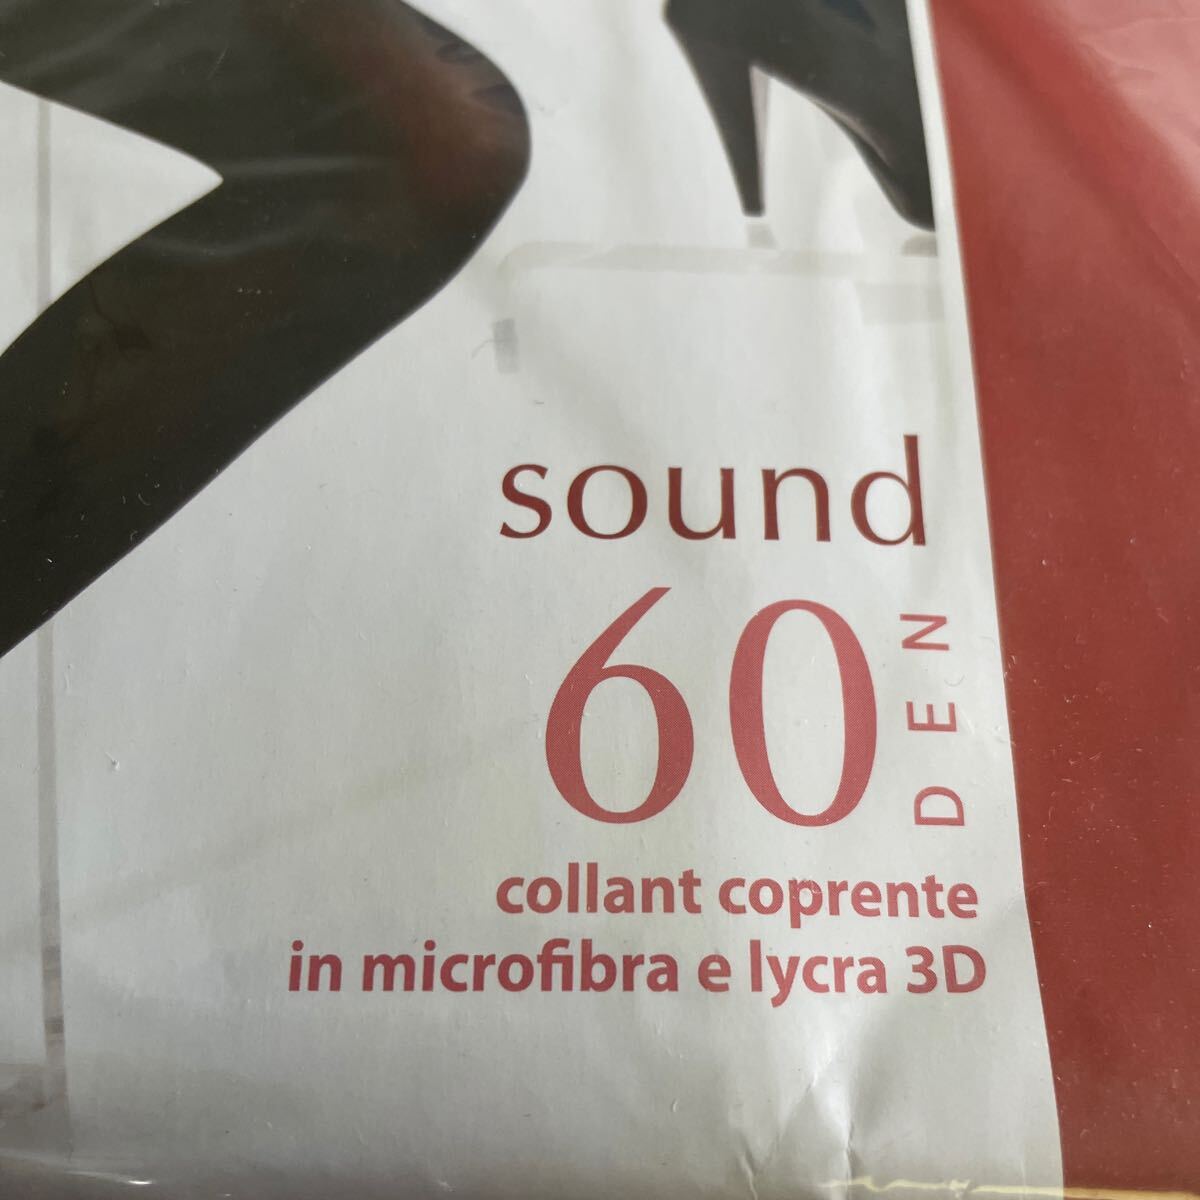 sound
60 DEN
collant coprente
in microfibra e lycra 3D